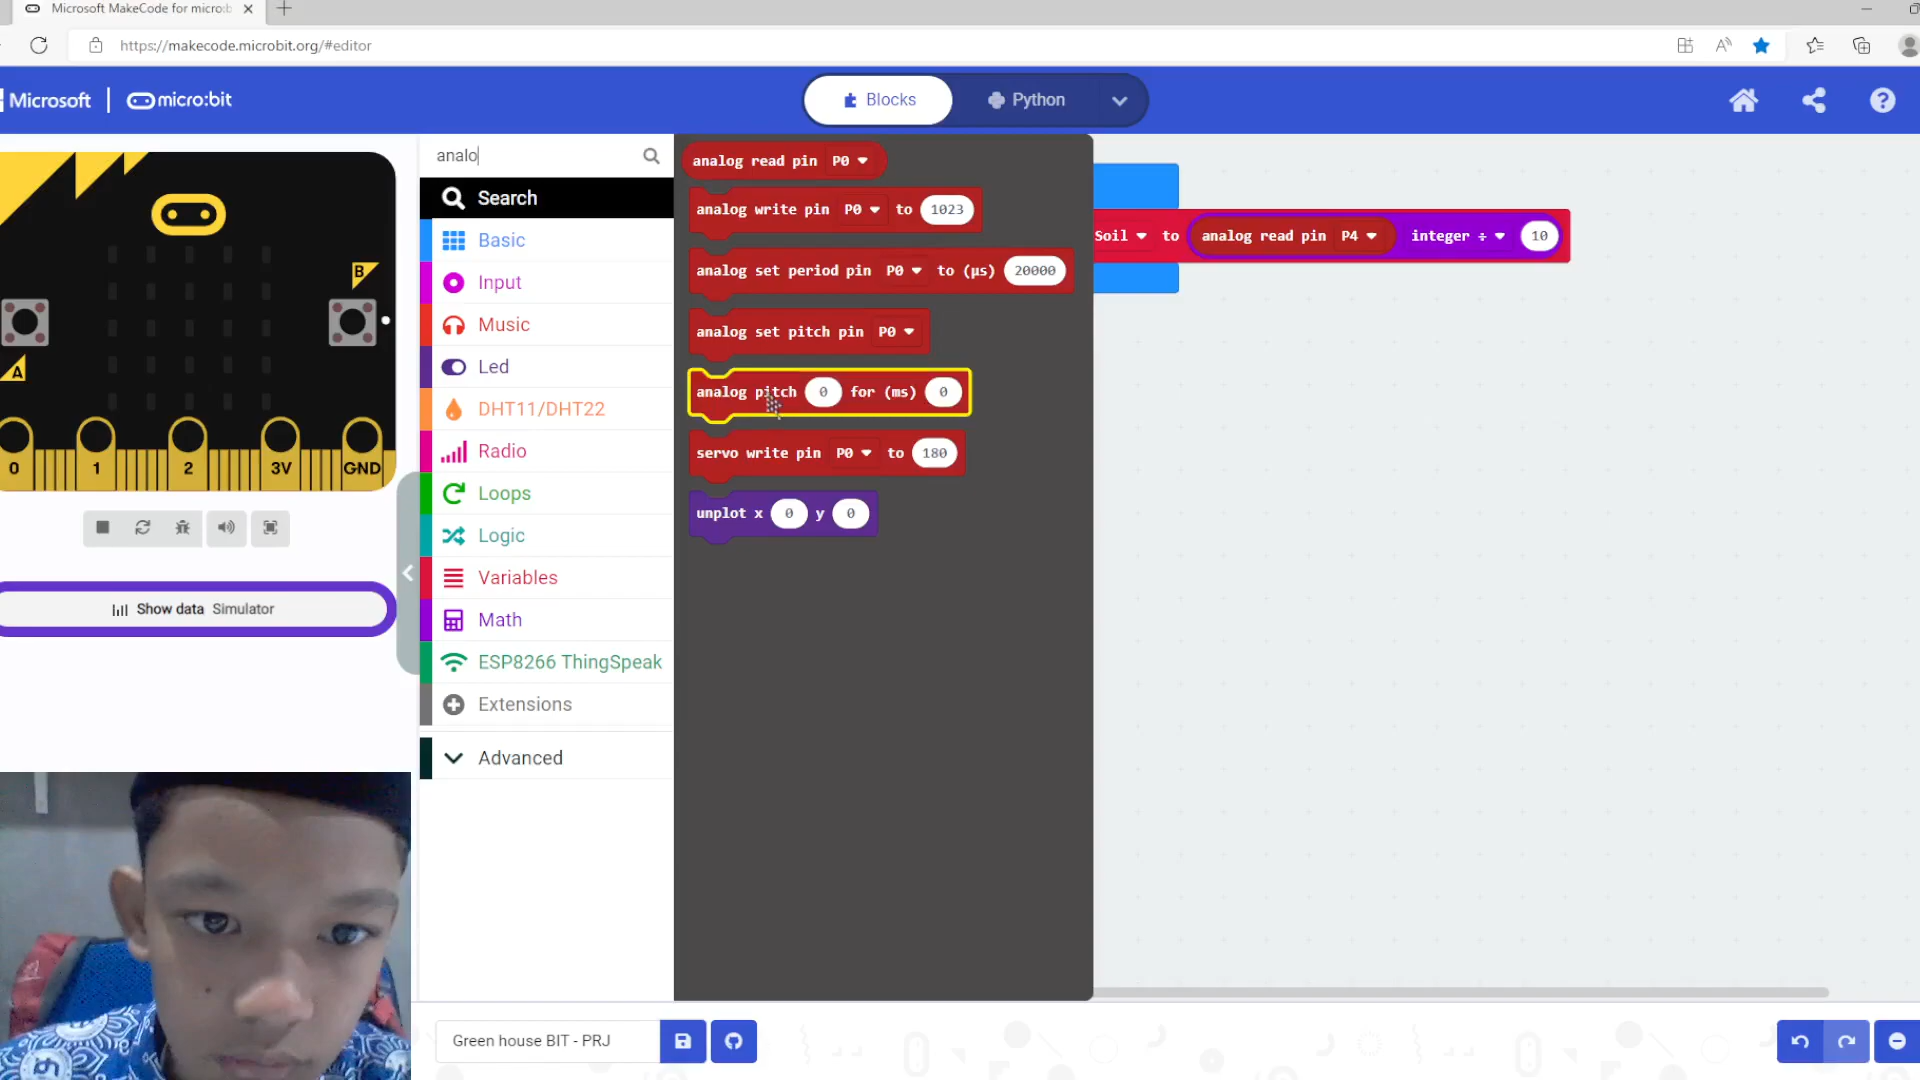 Microsoft MakeCode for micro:b
https://makecode.microbit.org/#editor
Microsoft | micro:bit
Blocks
Python
analo
Search
Basic
Input
Music
Led
DHT11/DHT22
Radio
Loops
Logic
Variables
Math
ESP8266 ThingSpeak
Extensions
Advanced
analog read pin P0
analog write pin P0 to 1023
analog set period pin P0 to (µs) 20000
analog set pitch pin P0
analog pitch 0 for (ms) 0
servo write pin P0 to 180
unplot x 0 y 0
Soil to analog read pin P4 integer ÷ 10
B
A
0 1 2 3V GND
Show data Simulator
Green house BIT - PRJ